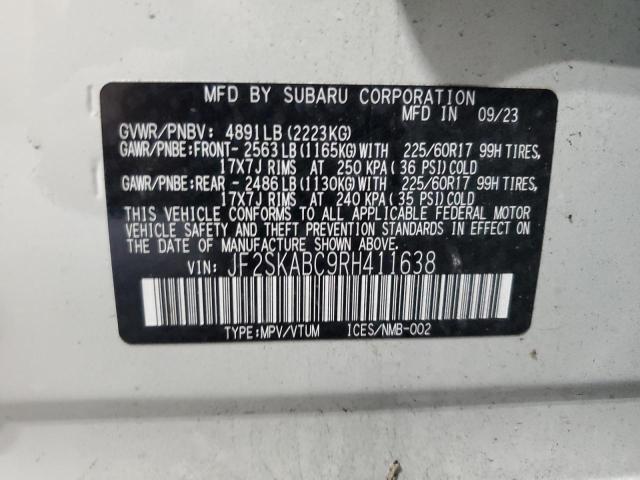 MFD BY SUBARU CORPORATION
MFD IN 09/23
GVWR/PNBV: 4891LB(2223KG)
GAWR/PNBE:FRONT- 2563LB(1165KG)WITH 225/60R17 99H TIRES,
17X7J RIMS AT 250 KPA( 36 PSI)COLD
GAWR/PNBE:REAR - 2486LB(1130KG)WITH 225/60R17 99H TIRES,
17X7J RIMS AT 240 KPA( 35 PSI)COLD
THIS VEHICLE CONFORMS TO ALL APPLICABLE FEDERAL MOTOR
VEHICLE SAFETY AND THEFT PREVENTION STANDARDS IN EFFECT ON
THE DATE OF MANUFACTURE SHOWN ABOVE.
VIN: JF2SKABC9RH411638
TYPE:MPV/VTUM ICES/NMB-002